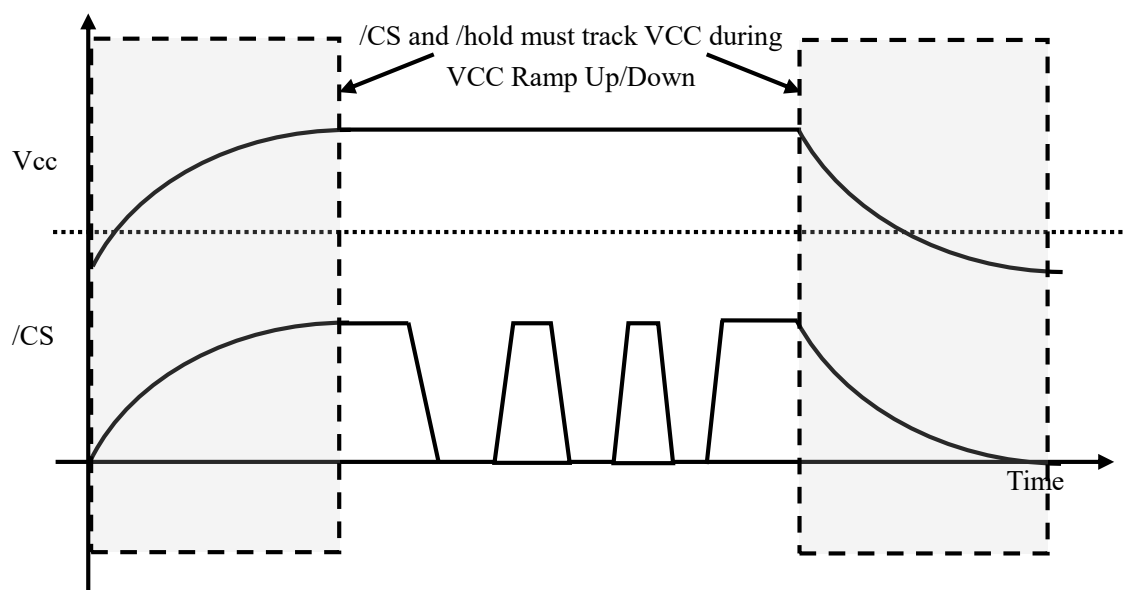 /CS and /hold must track VCC during
VCC Ramp Up/Down
Vcc
/CS
Time